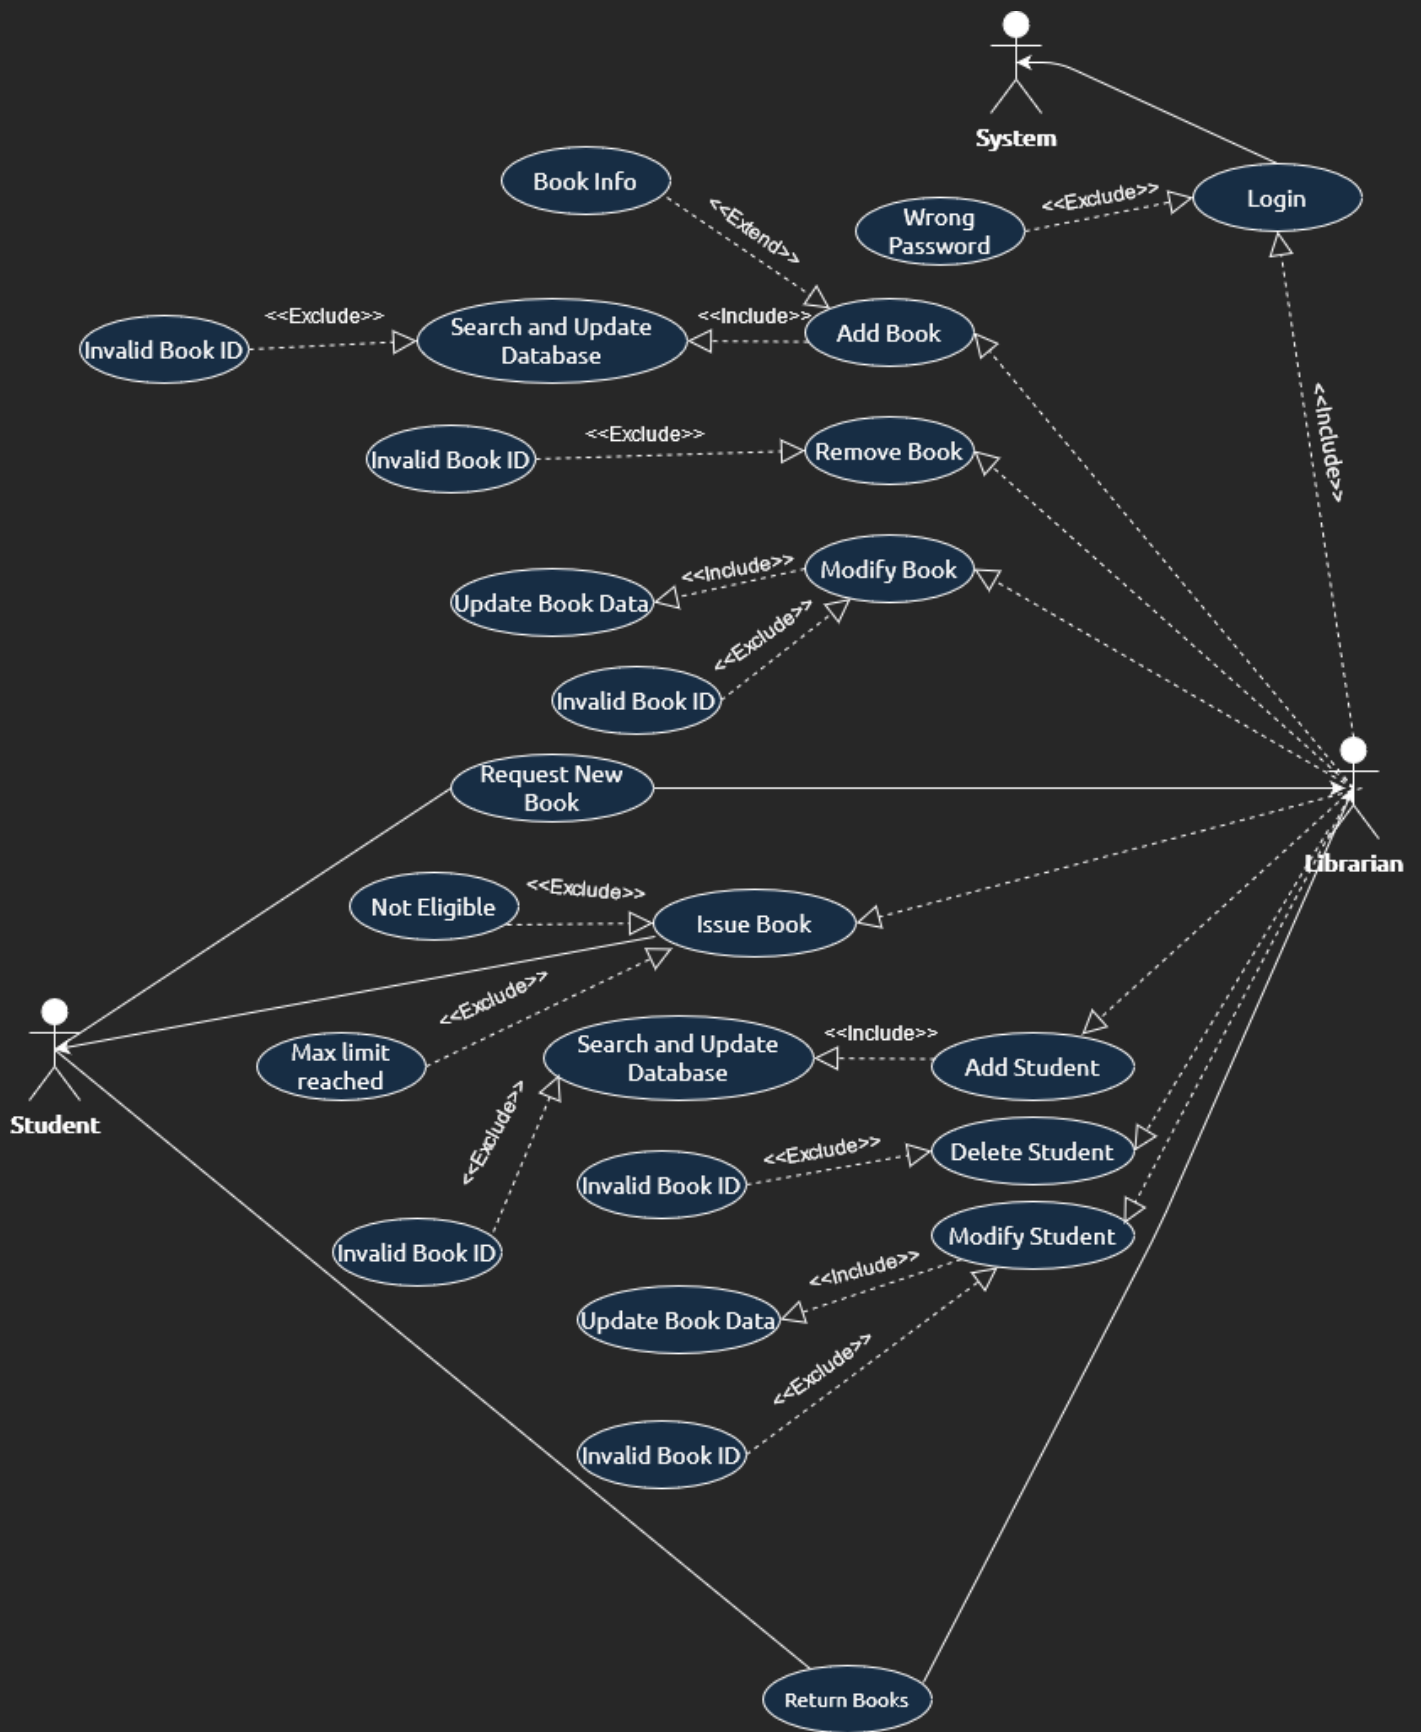 System
Book Info
<<Extend>>
Wrong
Password
<<Exclude>>
Login
Invalid Book ID
<<Exclude>>
Search and Update
Database
<<Include>>
Add Book
<<Include>>
Invalid Book ID
<<Exclude>>
Remove Book
Update Book Data
<<Include>>
Modify Book
<<Exclude>>
Invalid Book ID
Request New
Book
Librarian
Not Eligible
<<Exclude>>
Issue Book
<<Exclude>>
Max limit
reached
Student
Search and Update
Database
<<Include>>
Add Student
<<Exclude>>
Invalid Book ID
Invalid Book ID
<<Exclude>>
Delete Student
Modify Student
<<Include>>
Update Book Data
<<Exclude>>
Invalid Book ID
Return Books